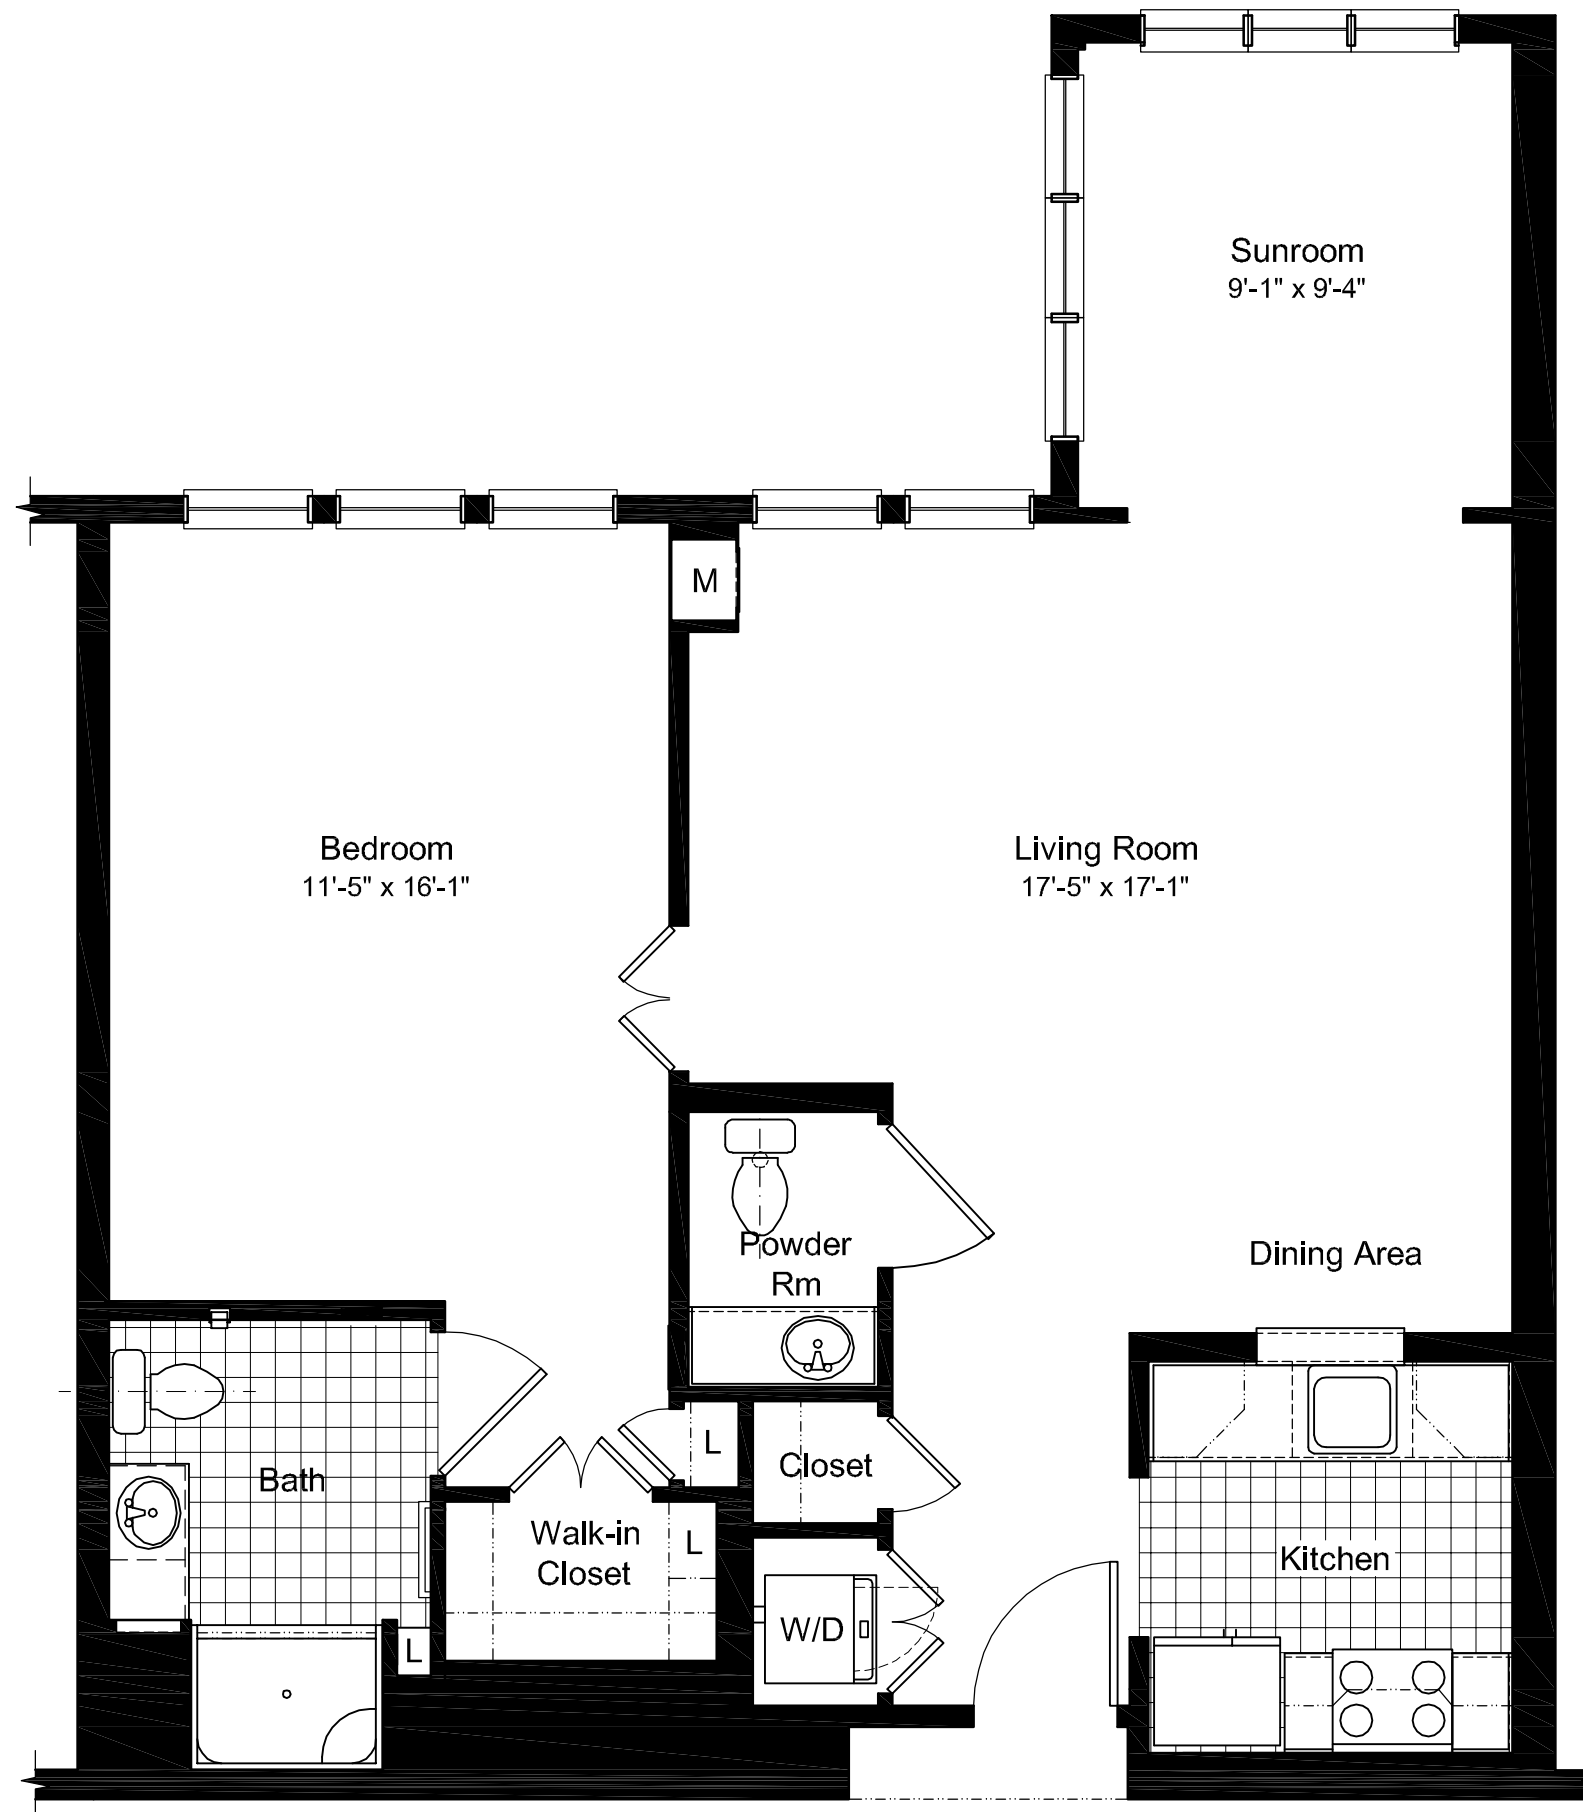 Sunroom
9'-1" x 9'-4"
M
Bedroom
11'-5" x 16'-1"
Living Room
17'-5" x 17'-1"
Powder
Rm
Dining Area
L
Closet
Bath
Walk-in
Closet
L
Kitchen
W/D
L